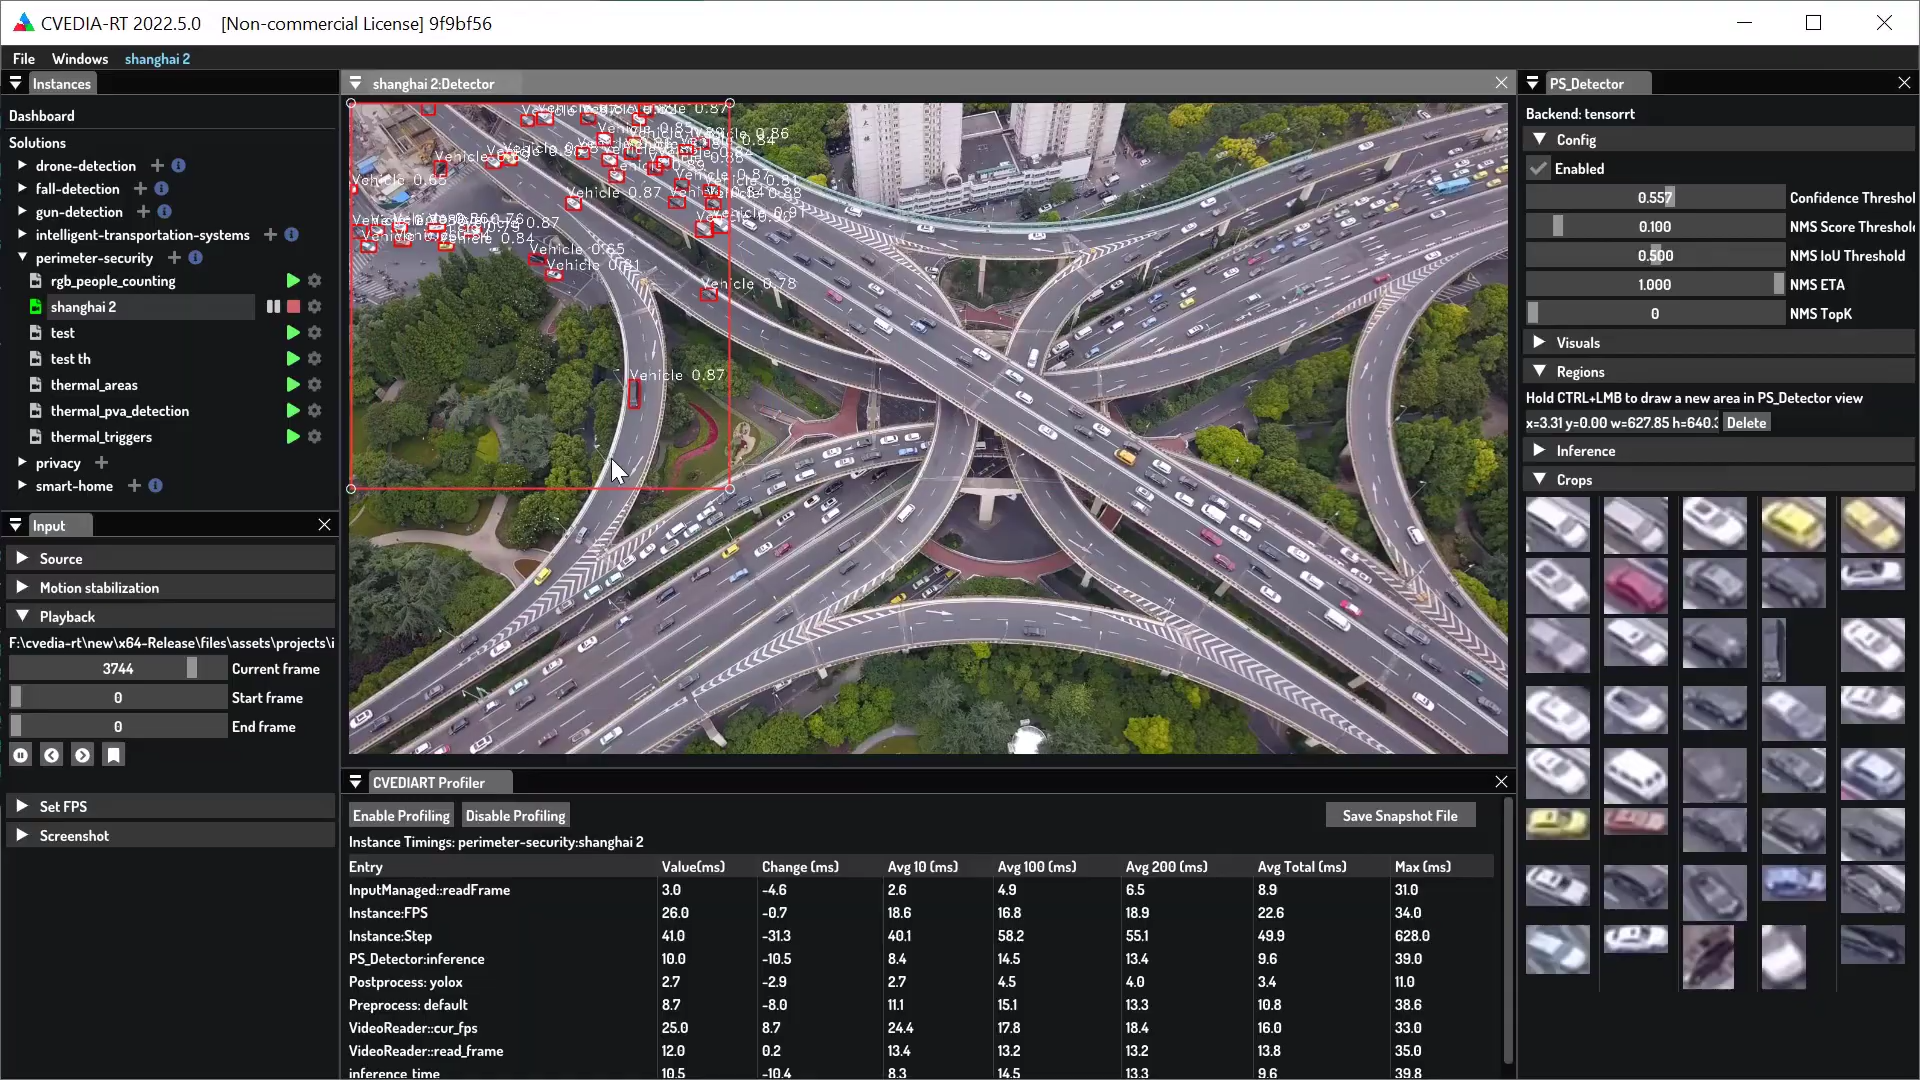 CVEDIA-RT 2022.5.0 [Non-commercial License] 9f9bf56
File Windows shanghai 2
Instances
Dashboard
Solutions
drone-detection
fall-detection
gun-detection
intelligent-transportation-systems
perimeter-security
rgb_people_counting
shanghai 2
test
test th
thermal_areas
thermal_pva_detection
thermal_triggers
privacy
smart-home
Input
Source
Motion stabilization
Playback
F:\cvedia-rt\new\x64-Release\files\assets\projects\i
3744 Current frame
0 Start frame
0 End frame
Set FPS
Screenshot
shanghai 2:Detector
Vehicle 0.65
Vehicle 0.87
Vehicle 0.84
Vehicle 0.65
Vehicle 0.78
Vehicle 0.87
CVEDIART Profiler
Enable Profiling Disable Profiling Save Snapshot File
Instance Timings: perimeter-security:shanghai 2
Entry Value(ms) Change (ms) Avg 10 (ms) Avg 100 (ms) Avg 200 (ms) Avg Total (ms) Max (ms)
InputManaged::readFrame 3.0 -4.6 2.6 4.9 6.5 8.9 31.0
Instance:FPS 26.0 -0.7 18.6 16.8 18.9 22.6 34.0
Instance:Step 41.0 -31.3 40.1 58.2 55.1 49.9 628.0
PS_Detector:inference 10.0 -10.5 8.4 14.5 13.4 9.6 39.0
Postprocess: yolox 2.7 -2.9 2.7 4.5 4.0 3.4 11.0
Preprocess: default 8.7 -8.0 11.1 15.1 13.3 10.8 38.6
VideoReader::cur_fps 25.0 8.7 24.4 17.8 18.4 16.0 33.0
VideoReader::read_frame 12.0 0.2 13.4 13.2 13.2 13.8 35.0
inference time 10.5 -10.4 8.3 14.5 13.3 9.6 39.8
PS_Detector
Backend: tensorrt
Config
Enabled
0.557 Confidence Threshol
0.100 NMS Score Threshol
0.500 NMS IoU Threshold
1.000 NMS ETA
0 NMS TopK
Visuals
Regions
Hold CTRL+LMB to draw a new area in PS_Detector view
x=3.31 y=0.00 w=627.85 h=640. Delete
Inference
Crops